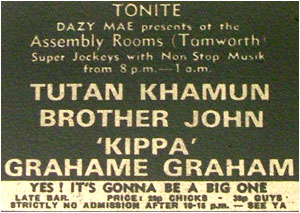 TONITE
DAZY MAE presents at the
Assembly Rooms (Tamworth)
Super Jockeys with Non Stop Musik
from 8 p.m.—1 a.m.
TUTAN KHAMUN
BROTHER JOHN
'KIPPA'
GRAHAME GRAHAM
YES! IT'S GONNA BE A BIG ONE
LATE BAR. PRICE: 25p CHICKS - 30p GUYS
STRICTLY NO ADMISSION AFTER 10-15 p.m. — SEE YA